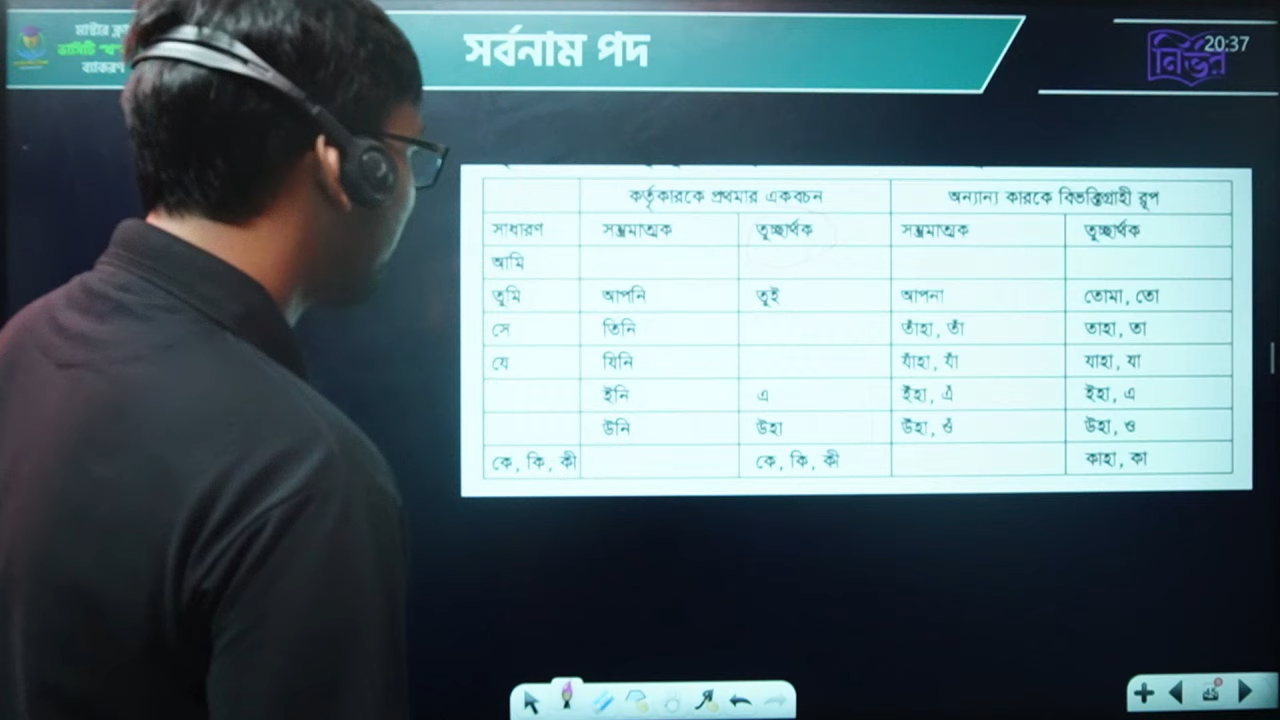 মাস্টার ক্লা
ভার্সিটি "খ"
ব্যাকরণ
সর্বনাম পদ
20:37
নির্ভর
কর্তৃকারকে প্রথমার একবচন অন্যান্য কারকে বিভক্তিগ্রাহী রূপ
সাধারণ সম্ভ্রমাত্মক তুচ্ছার্থক সম্ভ্রমাত্মক তুচ্ছার্থক
আমি
তুমি আপনি তুই আপনা তোমা, তো
সে তিনি তাঁহা, তাঁ তাহা, তা
যে যিনি যাঁহা, যাঁ যাহা, যা
ইনি এ ইঁহা, এঁ ইহা, এ
উনি উহা উঁহা, ওঁ উহা, ও
কে, কি, কী কে, কি, কী কাহা, কা